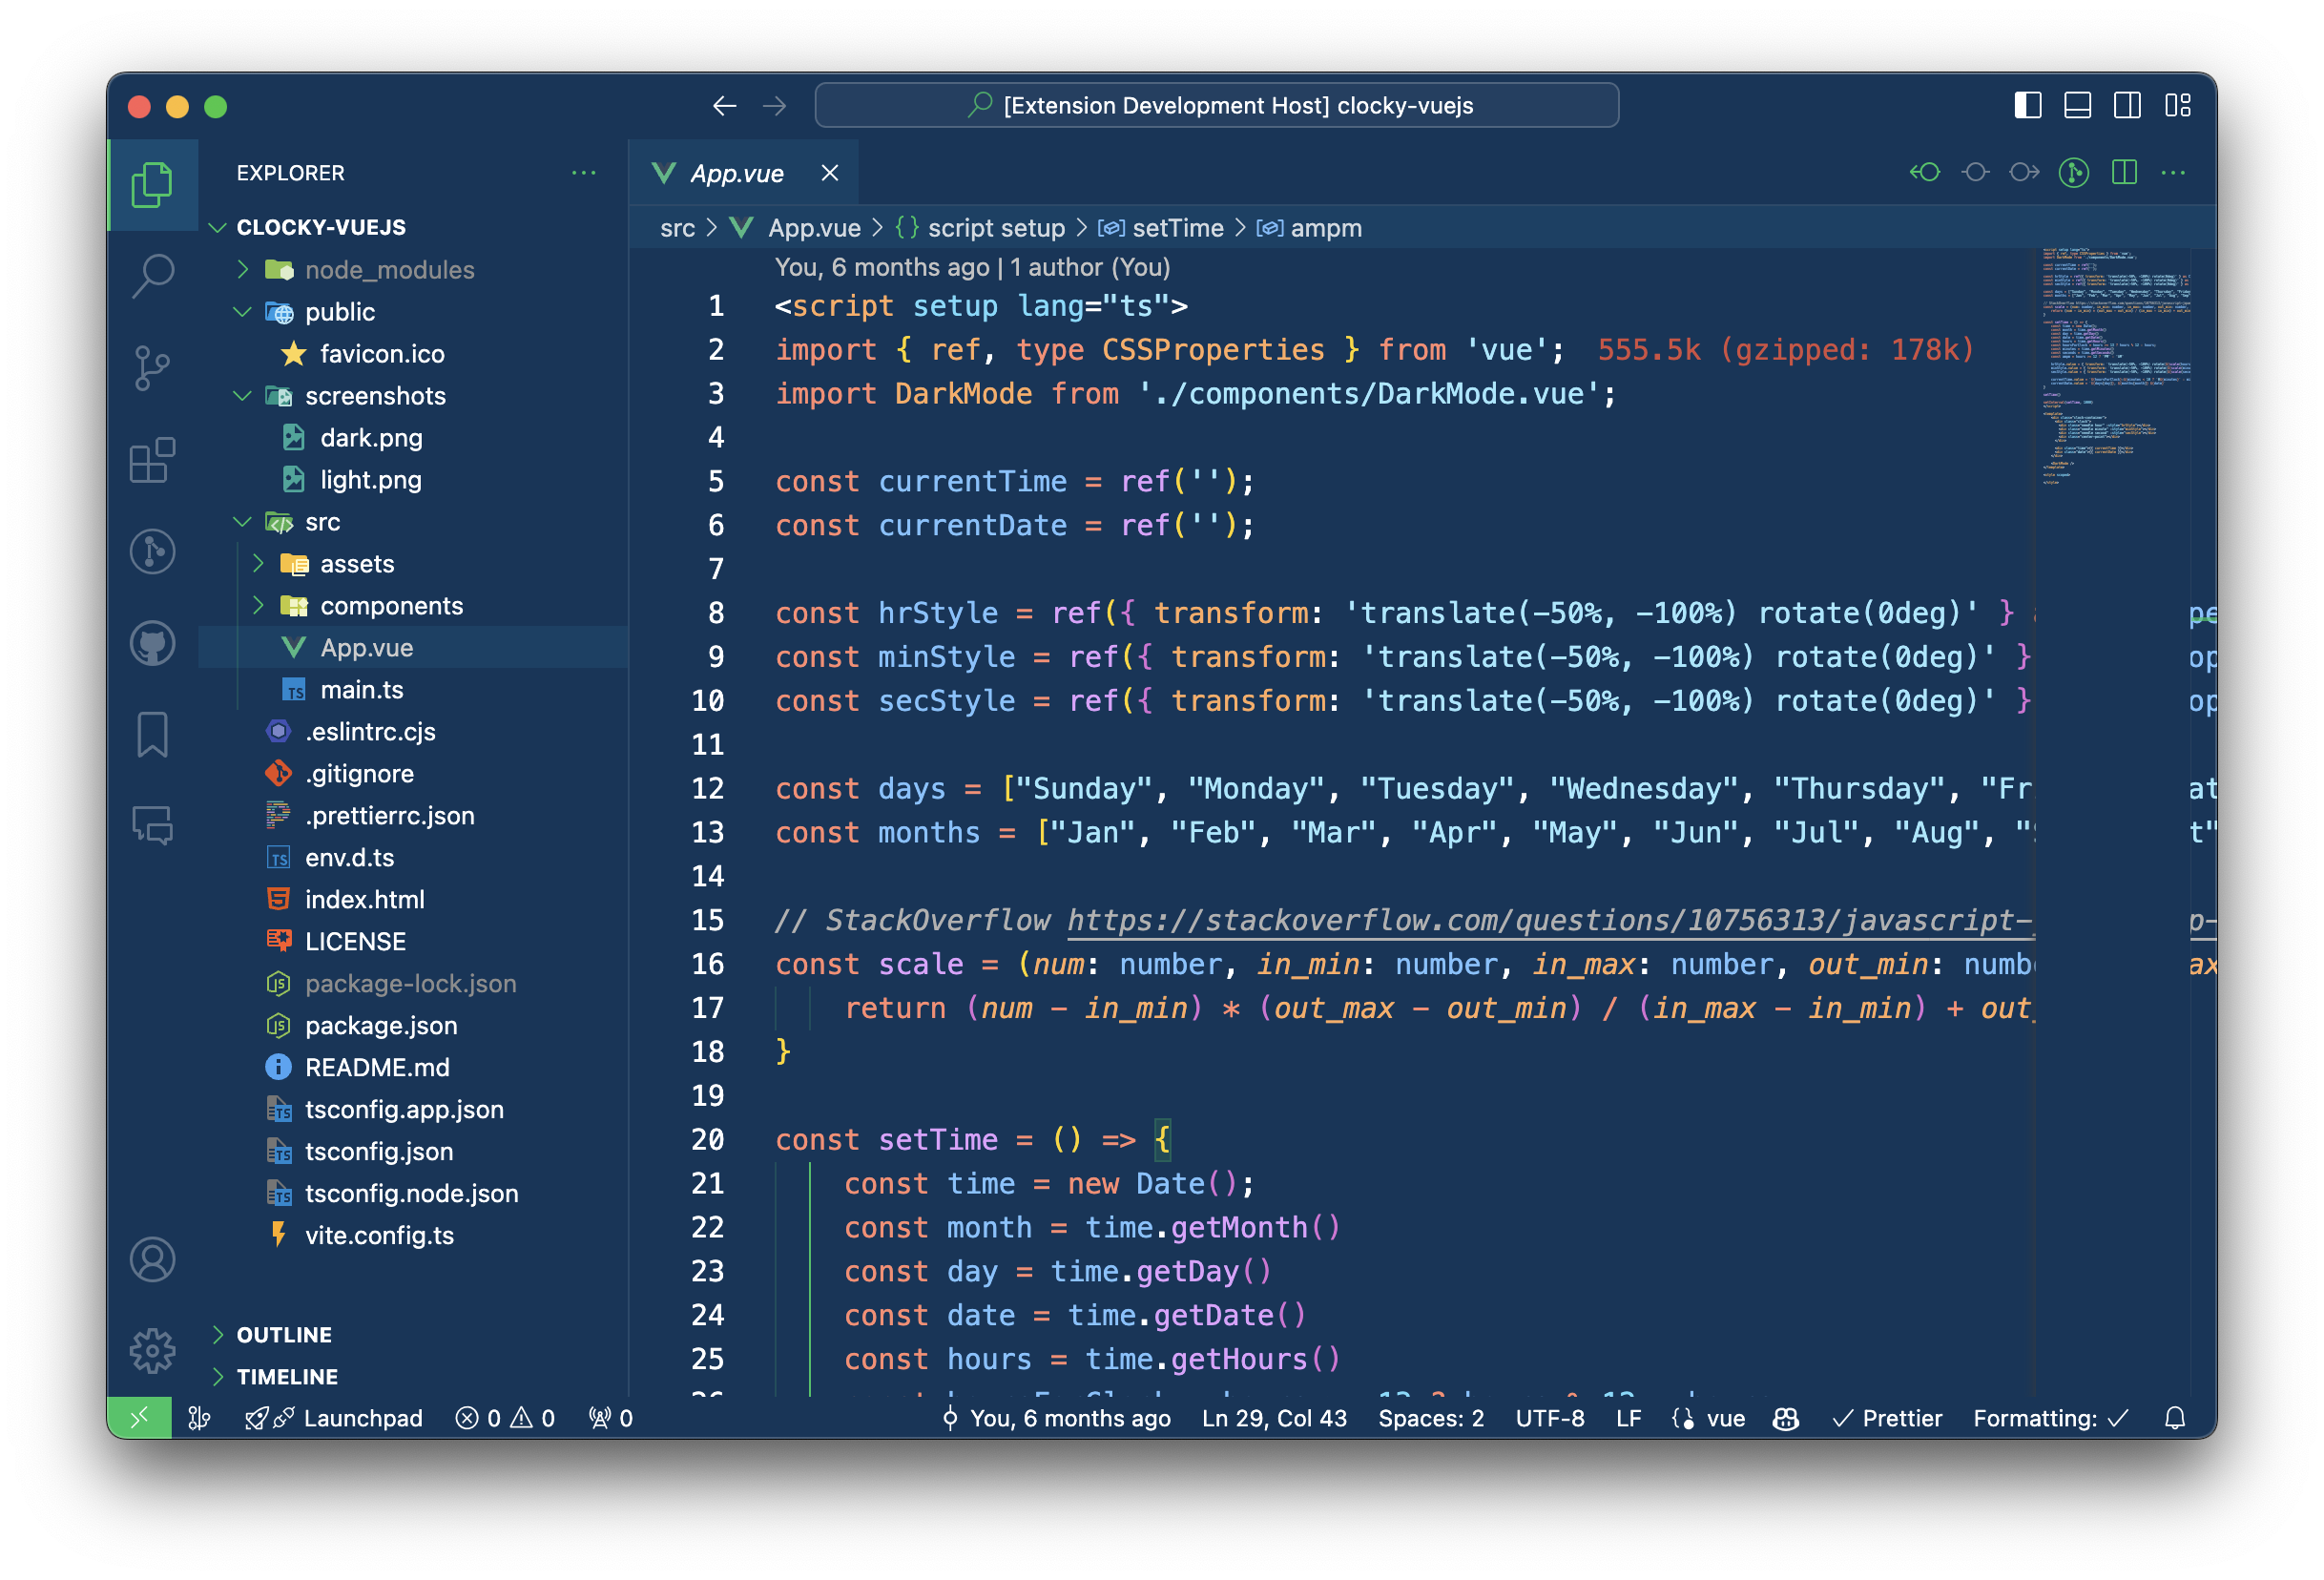 [Extension Development Host] clocky-vuejs
EXPLORER
CLOCKY-VUEJS
node_modules
public
favicon.ico
screenshots
dark.png
light.png
src
assets
components
App.vue
main.ts
.eslintrc.cjs
.gitignore
.prettierrc.json
env.d.ts
index.html
LICENSE
package-lock.json
package.json
README.md
tsconfig.app.json
tsconfig.json
tsconfig.node.json
vite.config.ts
OUTLINE
TIMELINE
App.vue
src > App.vue > {} script setup > setTime > ampm
You, 6 months ago | 1 author (You)
1 <script setup lang="ts">
2 import { ref, type CSSProperties } from 'vue'; 555.5k (gzipped: 178k)
3 import DarkMode from './components/DarkMode.vue';
4
5 const currentTime = ref('');
6 const currentDate = ref('');
7
8 const hrStyle = ref({ transform: 'translate(-50%, -100%) rotate(0deg)' }
9 const minStyle = ref({ transform: 'translate(-50%, -100%) rotate(0deg)' }
10 const secStyle = ref({ transform: 'translate(-50%, -100%) rotate(0deg)' }
11
12 const days = ["Sunday", "Monday", "Tuesday", "Wednesday", "Thursday", "Fr
13 const months = ["Jan", "Feb", "Mar", "Apr", "May", "Jun", "Jul", "Aug", "
14
15 // StackOverflow https://stackoverflow.com/questions/10756313/javascript-
16 const scale = (num: number, in_min: number, in_max: number, out_min: numb
17 return (num - in_min) * (out_max - out_min) / (in_max - in_min) + out_
18 }
19
20 const setTime = () => {
21 const time = new Date();
22 const month = time.getMonth()
23 const day = time.getDay()
24 const date = time.getDate()
25 const hours = time.getHours()
Launchpad 0 0 0 You, 6 months ago Ln 29, Col 43 Spaces: 2 UTF-8 LF vue Prettier Formatting: